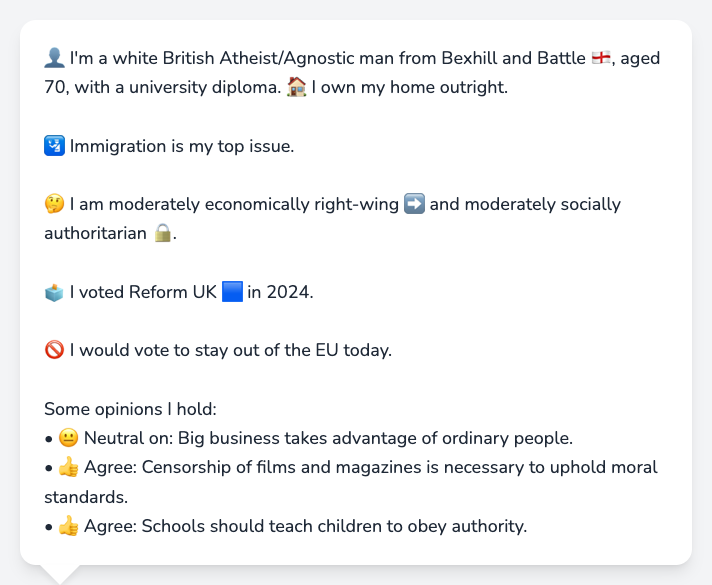 👤 I'm a white British Atheist/Agnostic man from Bexhill and Battle 🏴󠁧󠁢󠁥󠁮󠁧󠁿, aged
70, with a university diploma. 🏠 I own my home outright.
🛂 Immigration is my top issue.
🤔 I am moderately economically right-wing ➡️ and moderately socially
authoritarian 🔒.
🗳️ I voted Reform UK 🟦 in 2024.
🚫 I would vote to stay out of the EU today.
Some opinions I hold:
• 😐 Neutral on: Big business takes advantage of ordinary people.
• 👍 Agree: Censorship of films and magazines is necessary to uphold moral
standards.
• 👍 Agree: Schools should teach children to obey authority.